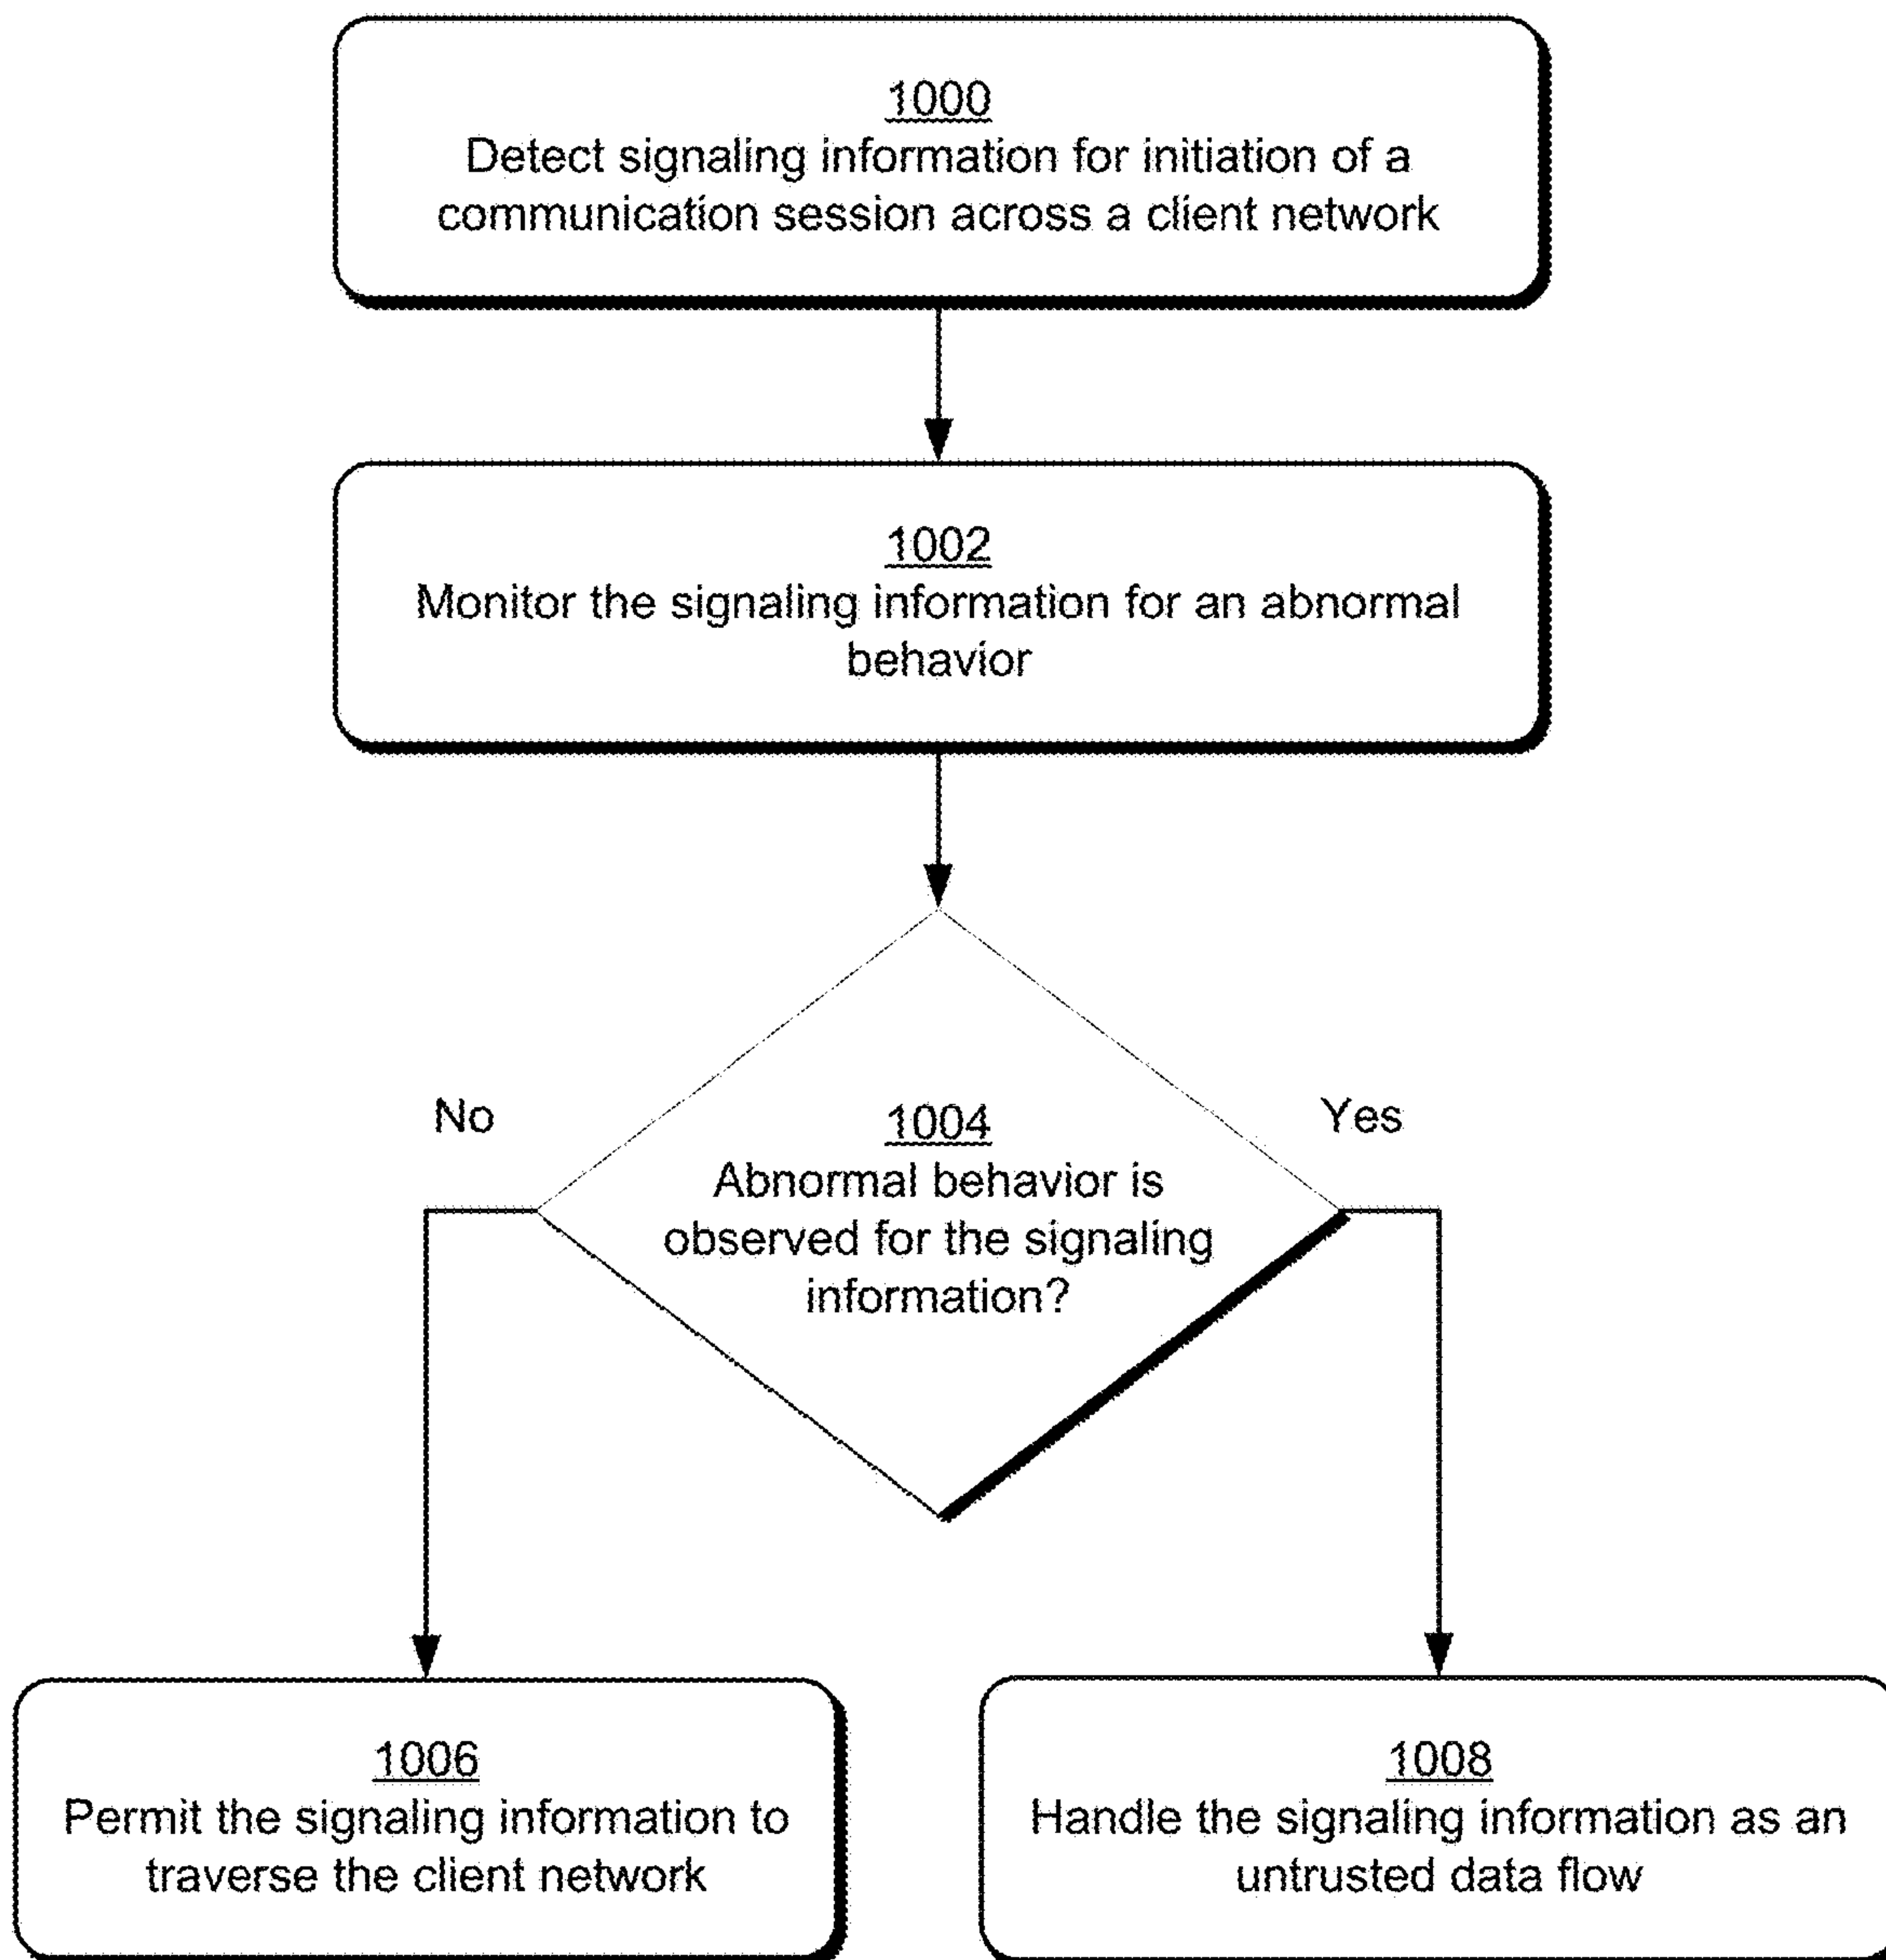 1000
Detect signaling information for initiation of a
communication session across a client network
1002
Monitor the signaling information for an abnormal
behavior
No
Yes
1004
Abnormal behavior is
observed for the signaling
information?
1006
Permit the signaling information to
traverse the client network
1008
Handle the signaling information as an
untrusted data flow